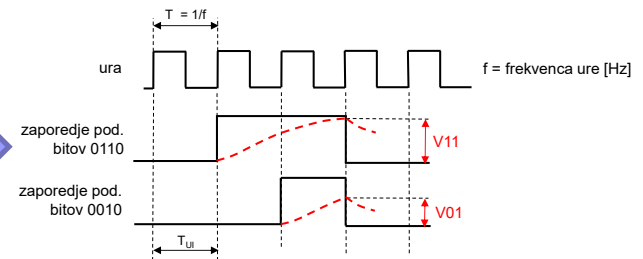 T = 1/f
ura
f = frekvenca ure [Hz]
zaporedje pod.
bitov 0110
V11
zaporedje pod.
bitov 0010
V01
TUI